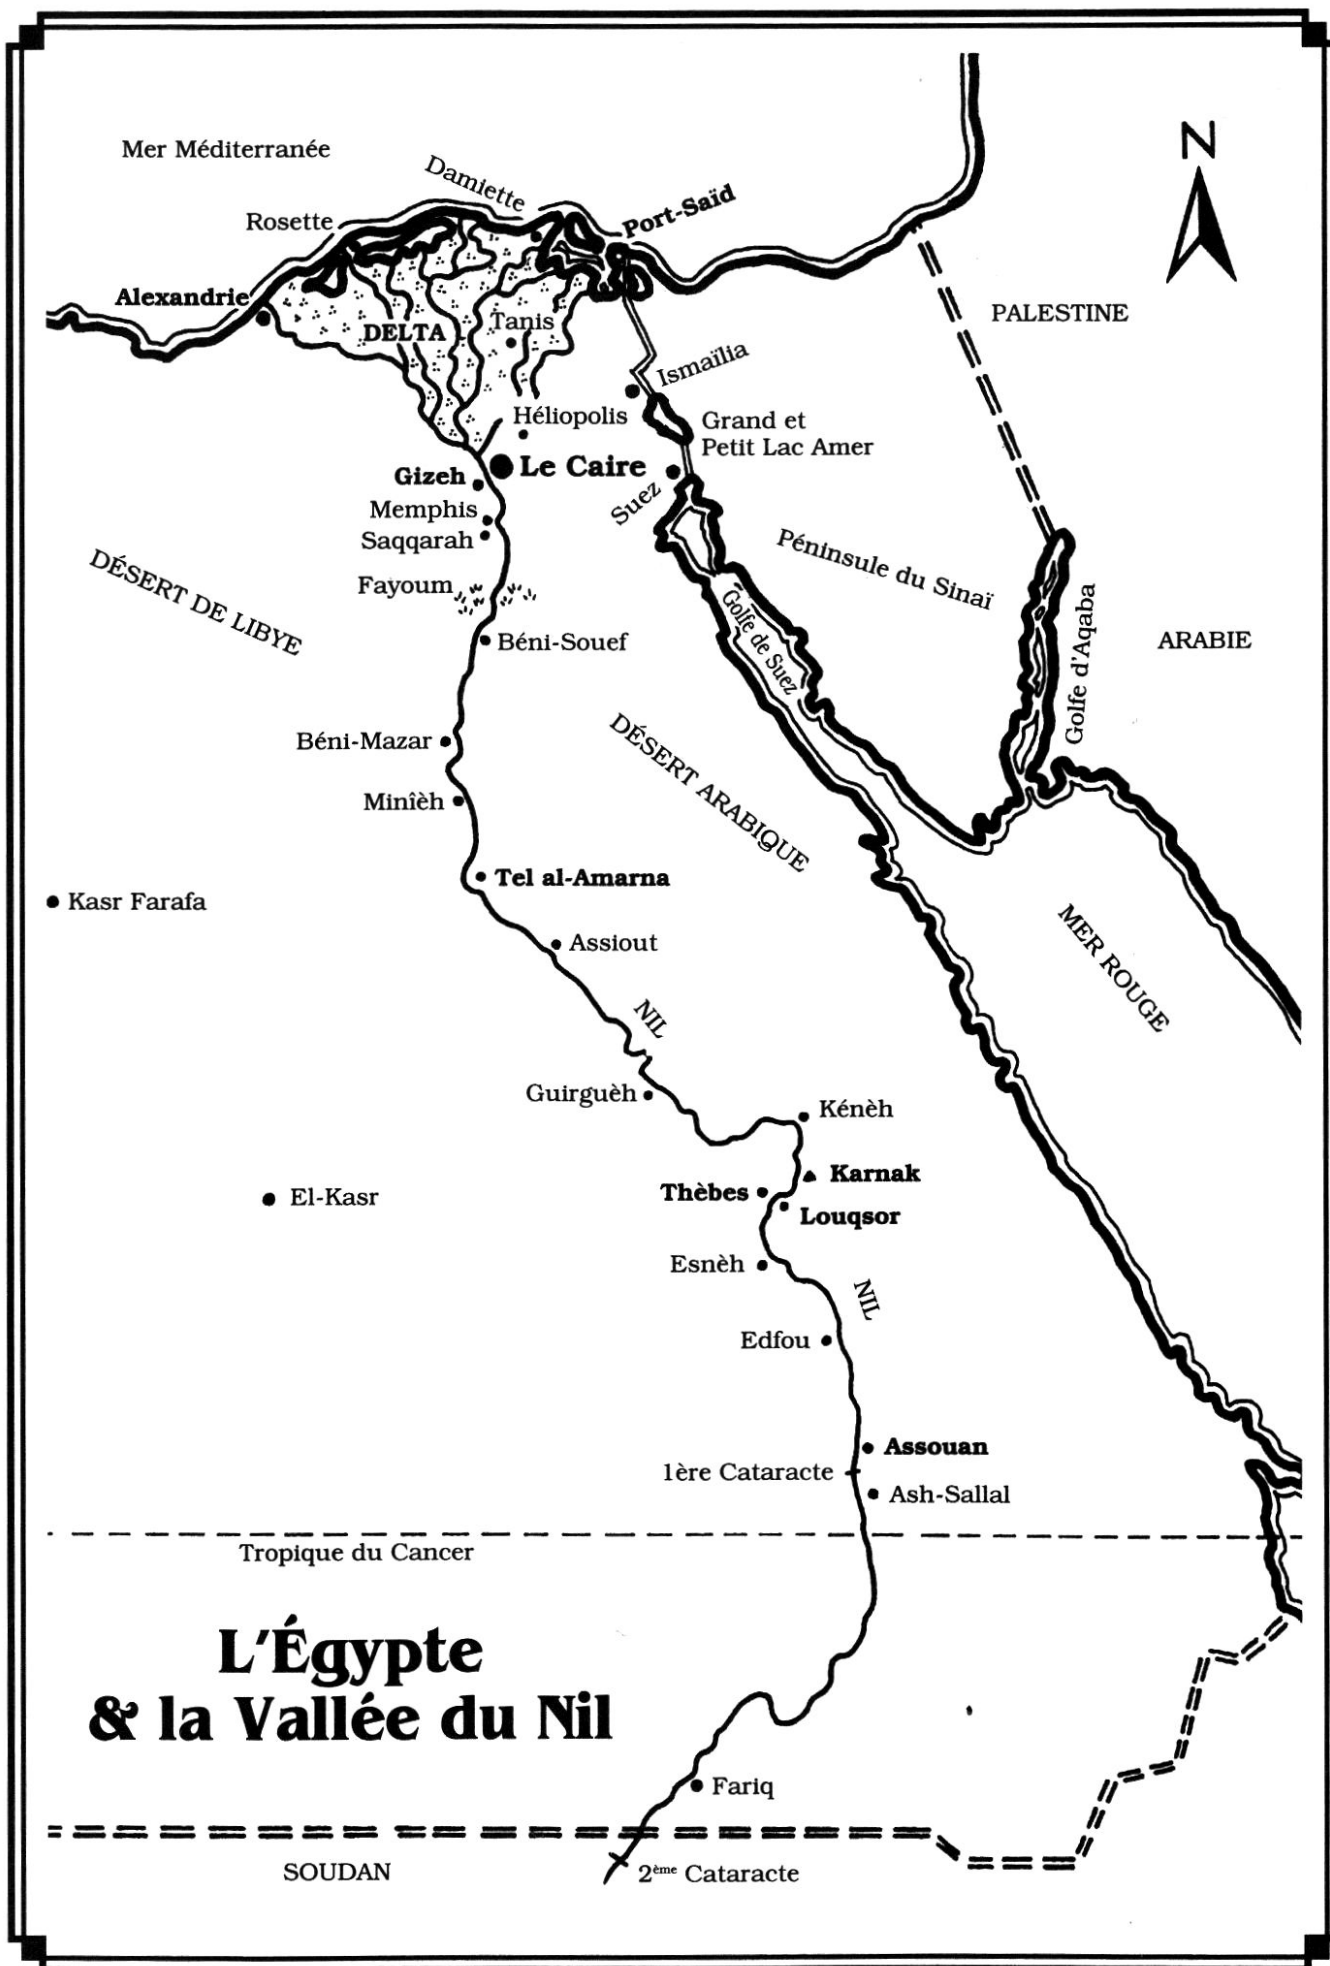 N
Mer Méditerranée
Damiette
Port-Saïd
Rosette
Alexandrie
DELTA
Tanis
PALESTINE
Ismaïlia
Héliopolis
Grand et
Petit Lac Amer
Le Caire
Gizeh
Suez
Memphis
Saqqarah
Péninsule du Sinaï
DÉSERT DE LIBYE
Fayoum
Golfe de Suez
Golfe d'Aqaba
ARABIE
Béni-Souef
Béni-Mazar
DÉSERT ARABIQUE
Minîèh
Tel al-Amarna
Kasr Farafa
Assiout
MER ROUGE
NIL
Guirguèh
Kénèh
Karnak
Thèbes
El-Kasr
Louqsor
Esnèh
NIL
Edfou
Assouan
1ère Cataracte
Ash-Sallal
Tropique du Cancer
L'Égypte
& la Vallée du Nil
Fariq
SOUDAN
2ème Cataracte